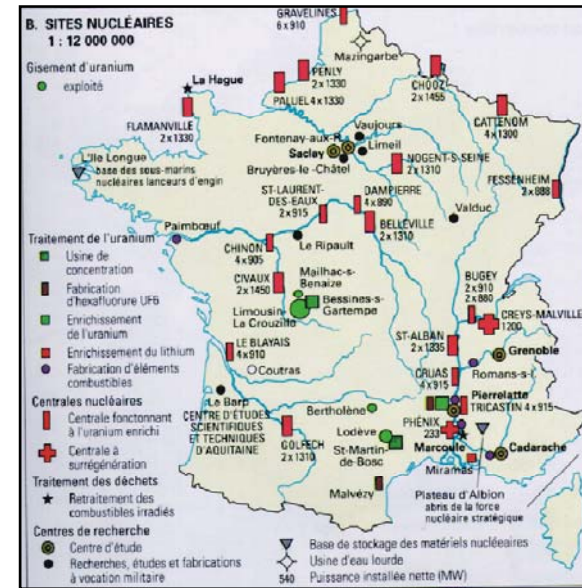 B. SITES NUCLÉAIRES
1 : 12 000 000
Gisement d'uranium
exploité
GRAVELINES
6 x 910
Mazingarbe
La Hague
PENLY
2 x 1330
PALUEL 4 x 1330
CHOOZ
2 x 1455
CATTENOM
4 x 1300
FLAMANVILLE
2 x 1330
Vaujours
Fontenay-aux-R.
Limeil
Saclay
Bruyères-le-Châtel
NOGENT-S-SEINE
2 x 1310
L'Ile Longue
base des sous-marins
nucléaires lanceurs d'engin
FESSENHEIM
2 x 888
ST-LAURENT-
DES-EAUX
2 x 915
DAMPIERRE
4 x 890
BELLEVILLE
2 x 1310
Valduc
Paimbœuf
Le Ripault
CHINON
4 x 905
CIVAUX
2 x 1450
Mailhac-s-
Benaize
Bessines-s-
Gartempe
Limousin-
La Crouzille
BUGEY
2 x 910
2 x 880
CREYS-MALVILLE
1200
LE BLAYAIS
4 x 910
Coutras
ST-ALBAN
2 x 1335
Grenoble
CRUAS
4 x 915
Romans-s-I.
Le Barp
CENTRE D'ÉTUDES
SCIENTIFIQUES
ET TECHNIQUES
D'AQUITAINE
GOLFECH
2 x 1310
Bertholène
Lodève
St-Martin-
de-Bosc
Malvézy
Pierrelatte
TRICASTIN 4 x 915
PHÉNIX
233
Marcoule
Cadarache
Miramas
Plateau d'Albion
abris de la force
nucléaire stratégique
Traitement de l'uranium
Usine de
concentration
Fabrication
d'hexafluorure UF6
Enrichissement
de l'uranium
Enrichissement du lithium
Fabrication d'éléments
combustibles
Centrales nucléaires
Centrale fonctonnant
à l'uranium enrichi
Centrale à
surrégénération
Traitement des déchets
Retraitement des
combustibles irradiés
Centres de recherche
Centre d'étude
Recherches, études et fabrications
à vocation militaire
Base de stockage des matériels nucléeaires
Usine d'eau lourde
540 Puissance installée nette (MW)